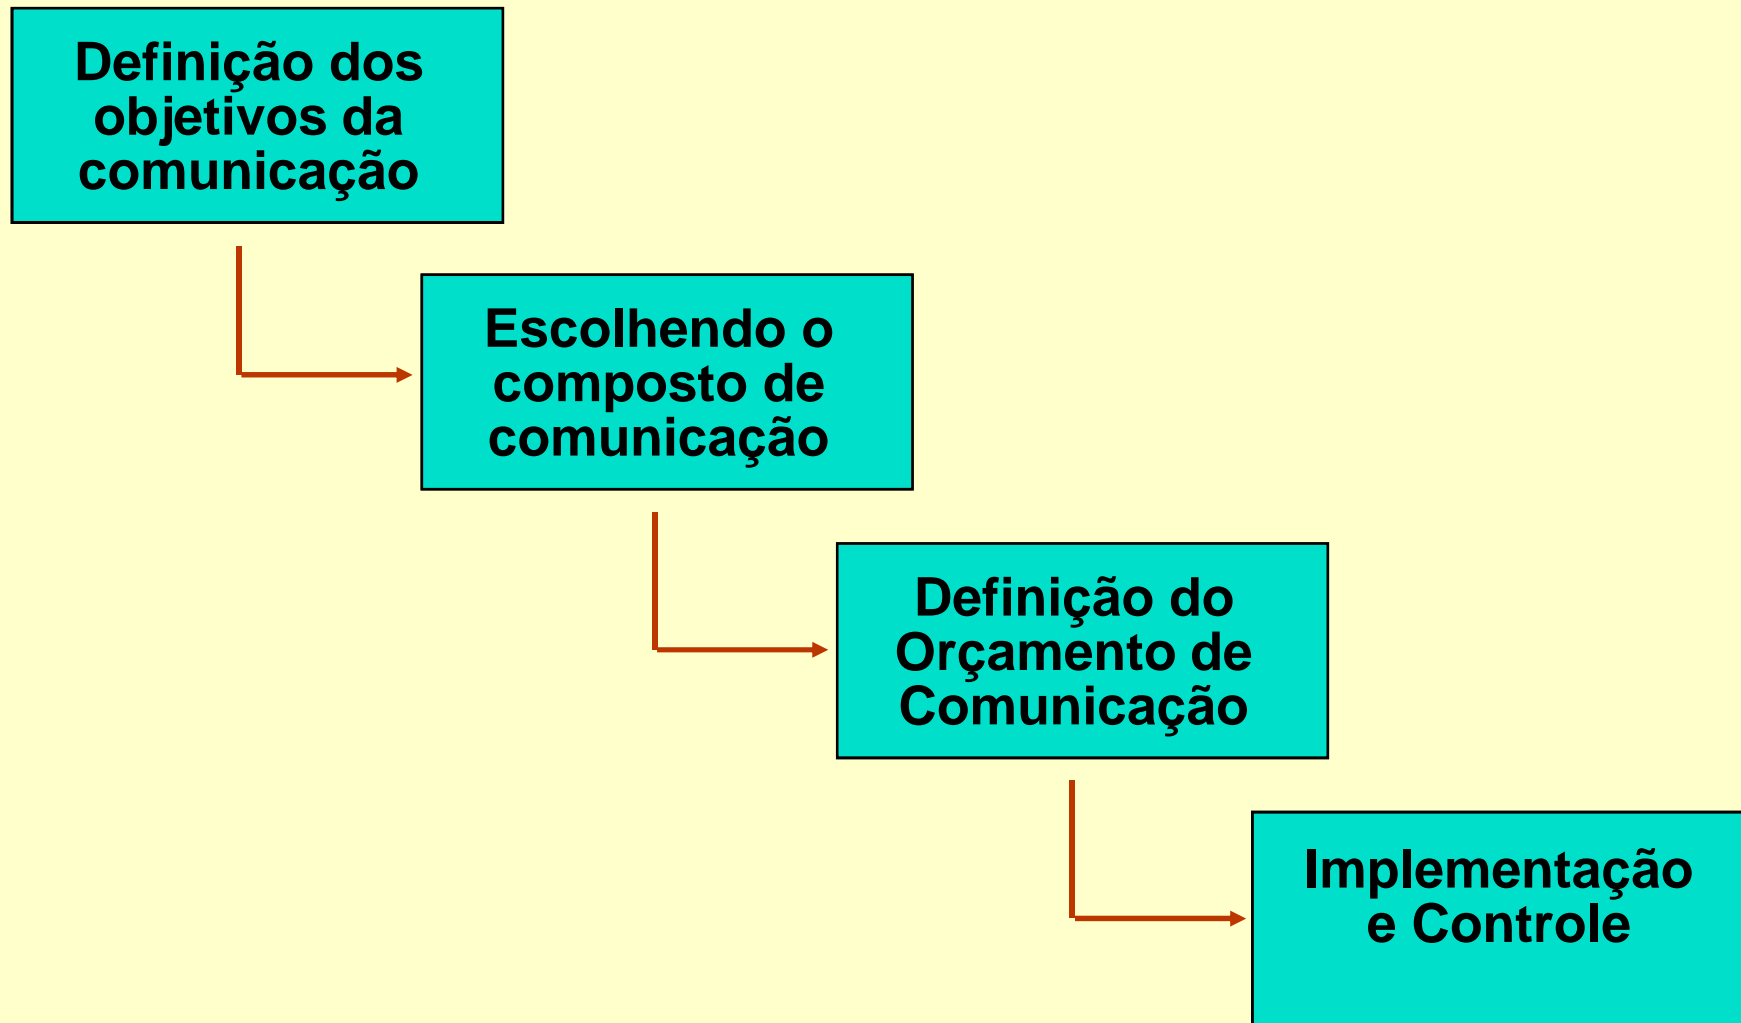 Definição dos
objetivos da
comunicação
Escolhendo o
composto de
comunicação
Definição do
Orçamento de
Comunicação
Implementação
e Controle